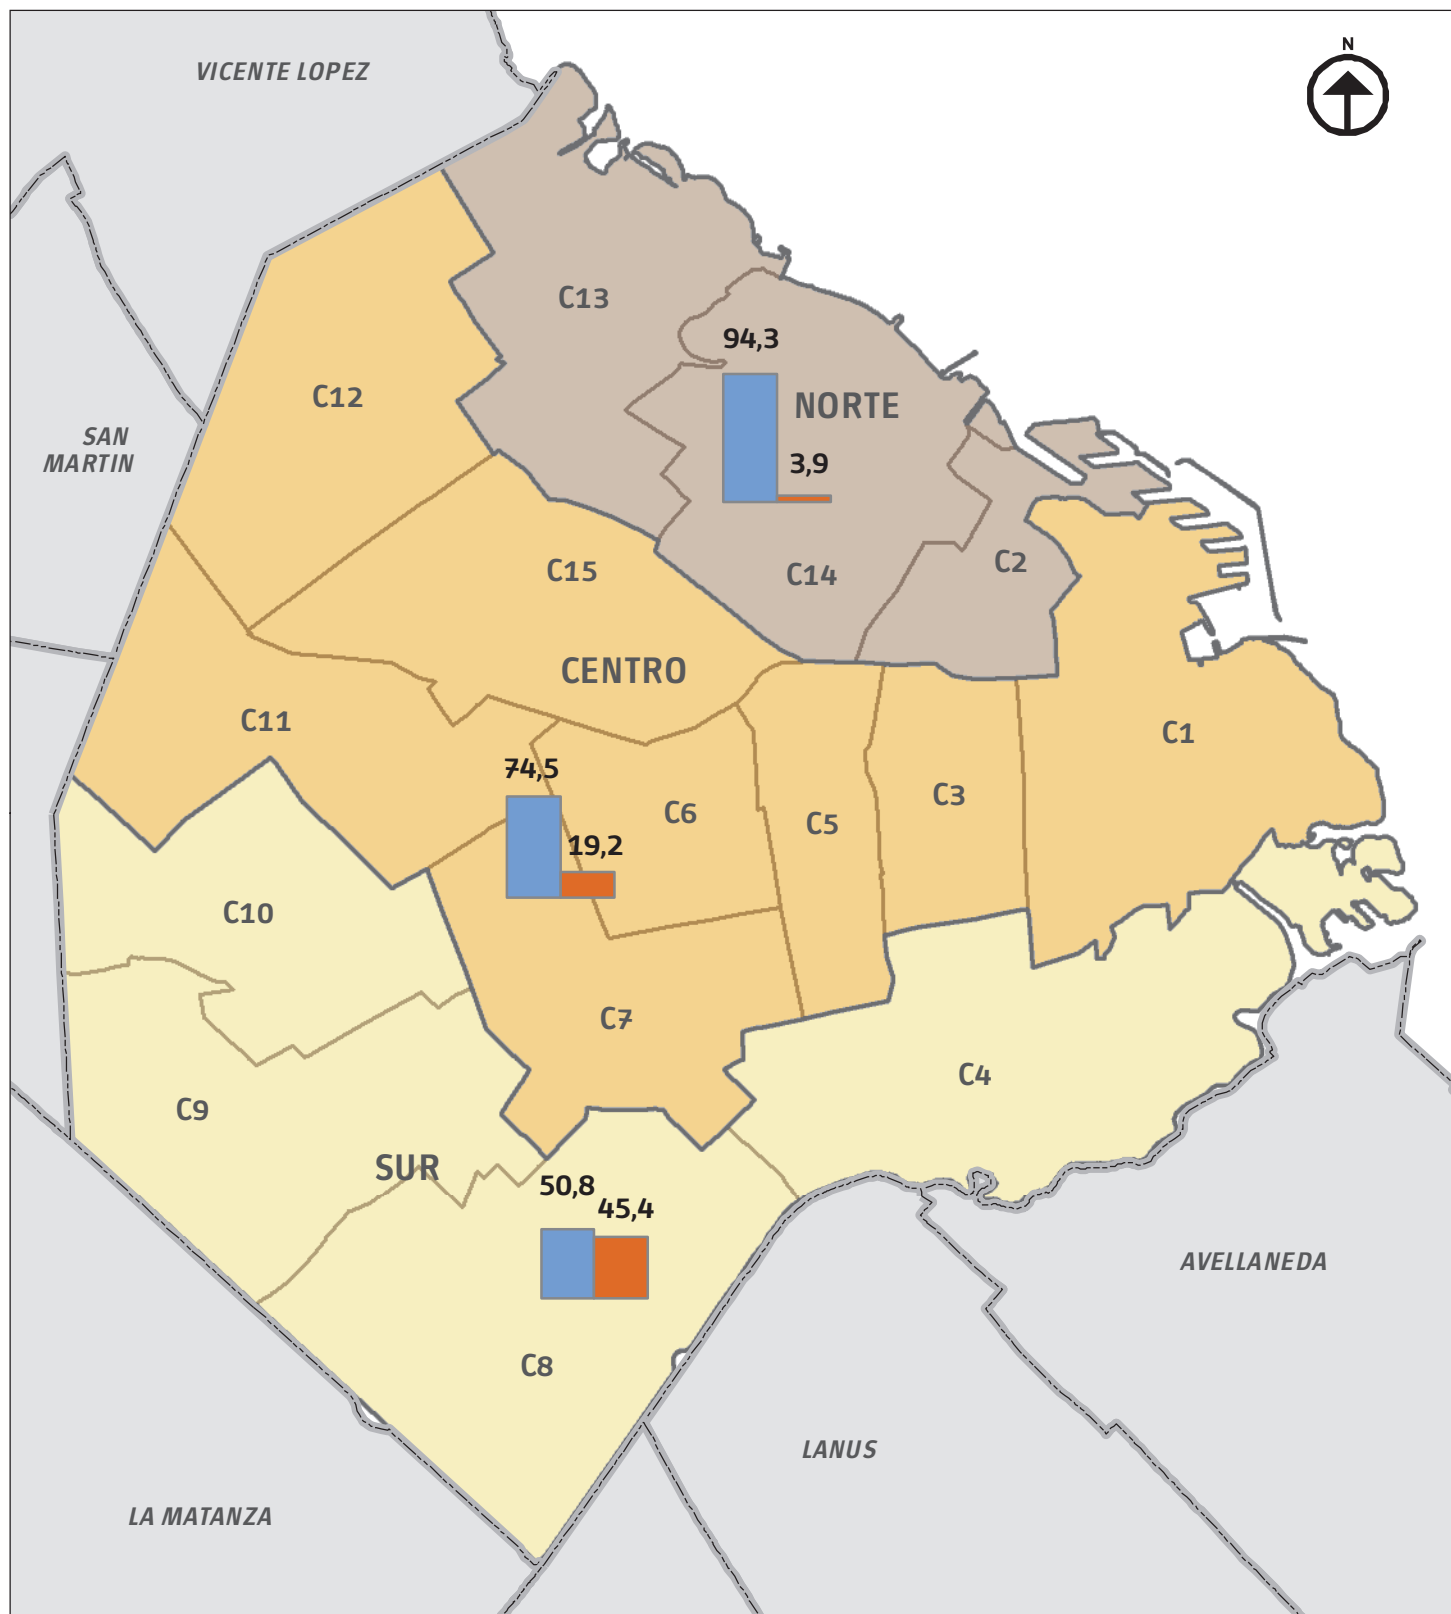 N
VICENTE LOPEZ
C13
94,3
C12
NORTE
SAN
MARTIN
3,9
C2
C15
C14
CENTRO
C11
C1
74,5
C3
C6
C5
19,2
C10
C7
C4
C9
SUR
50,8
45,4
AVELLANEDA
C8
LANUS
LA MATANZA